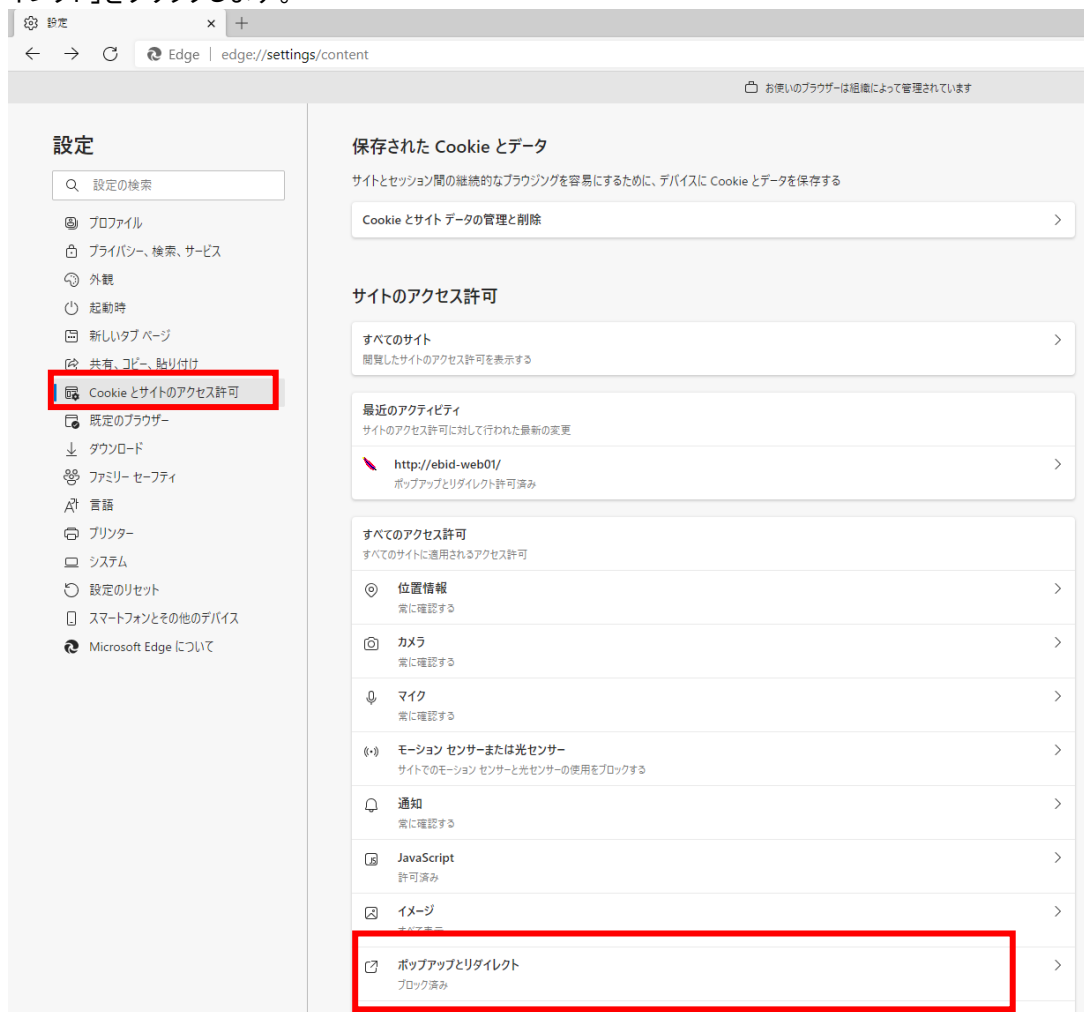 設定
Edge | edge://settings/content
お使いのブラウザーは組織によって管理されています
設定
設定の検索
プロファイル
プライバシー、検索、サービス
外観
起動時
新しいタブ ページ
共有、コピー、貼り付け
Cookie とサイトのアクセス許可
既定のブラウザー
ダウンロード
ファミリー セーフティ
言語
プリンター
システム
設定のリセット
スマートフォンとその他のデバイス
Microsoft Edge について
保存された Cookie とデータ
サイトとセッション間の継続的なブラウジングを容易にするために、デバイスに Cookie とデータを保存する
Cookie とサイト データの管理と削除
サイトのアクセス許可
すべてのサイト
閲覧したサイトのアクセス許可を表示する
最近のアクティビティ
サイトのアクセス許可に対して行われた最新の変更
http://ebid-web01/
ポップアップとリダイレクト許可済み
すべてのアクセス許可
すべてのサイトに適用されるアクセス許可
位置情報
常に確認する
カメラ
常に確認する
マイク
常に確認する
モーション センサーまたは光センサー
サイトでのモーション センサーと光センサーの使用をブロックする
通知
常に確認する
JavaScript
許可済み
イメージ
すべて表示
ポップアップとリダイレクト
ブロック済み